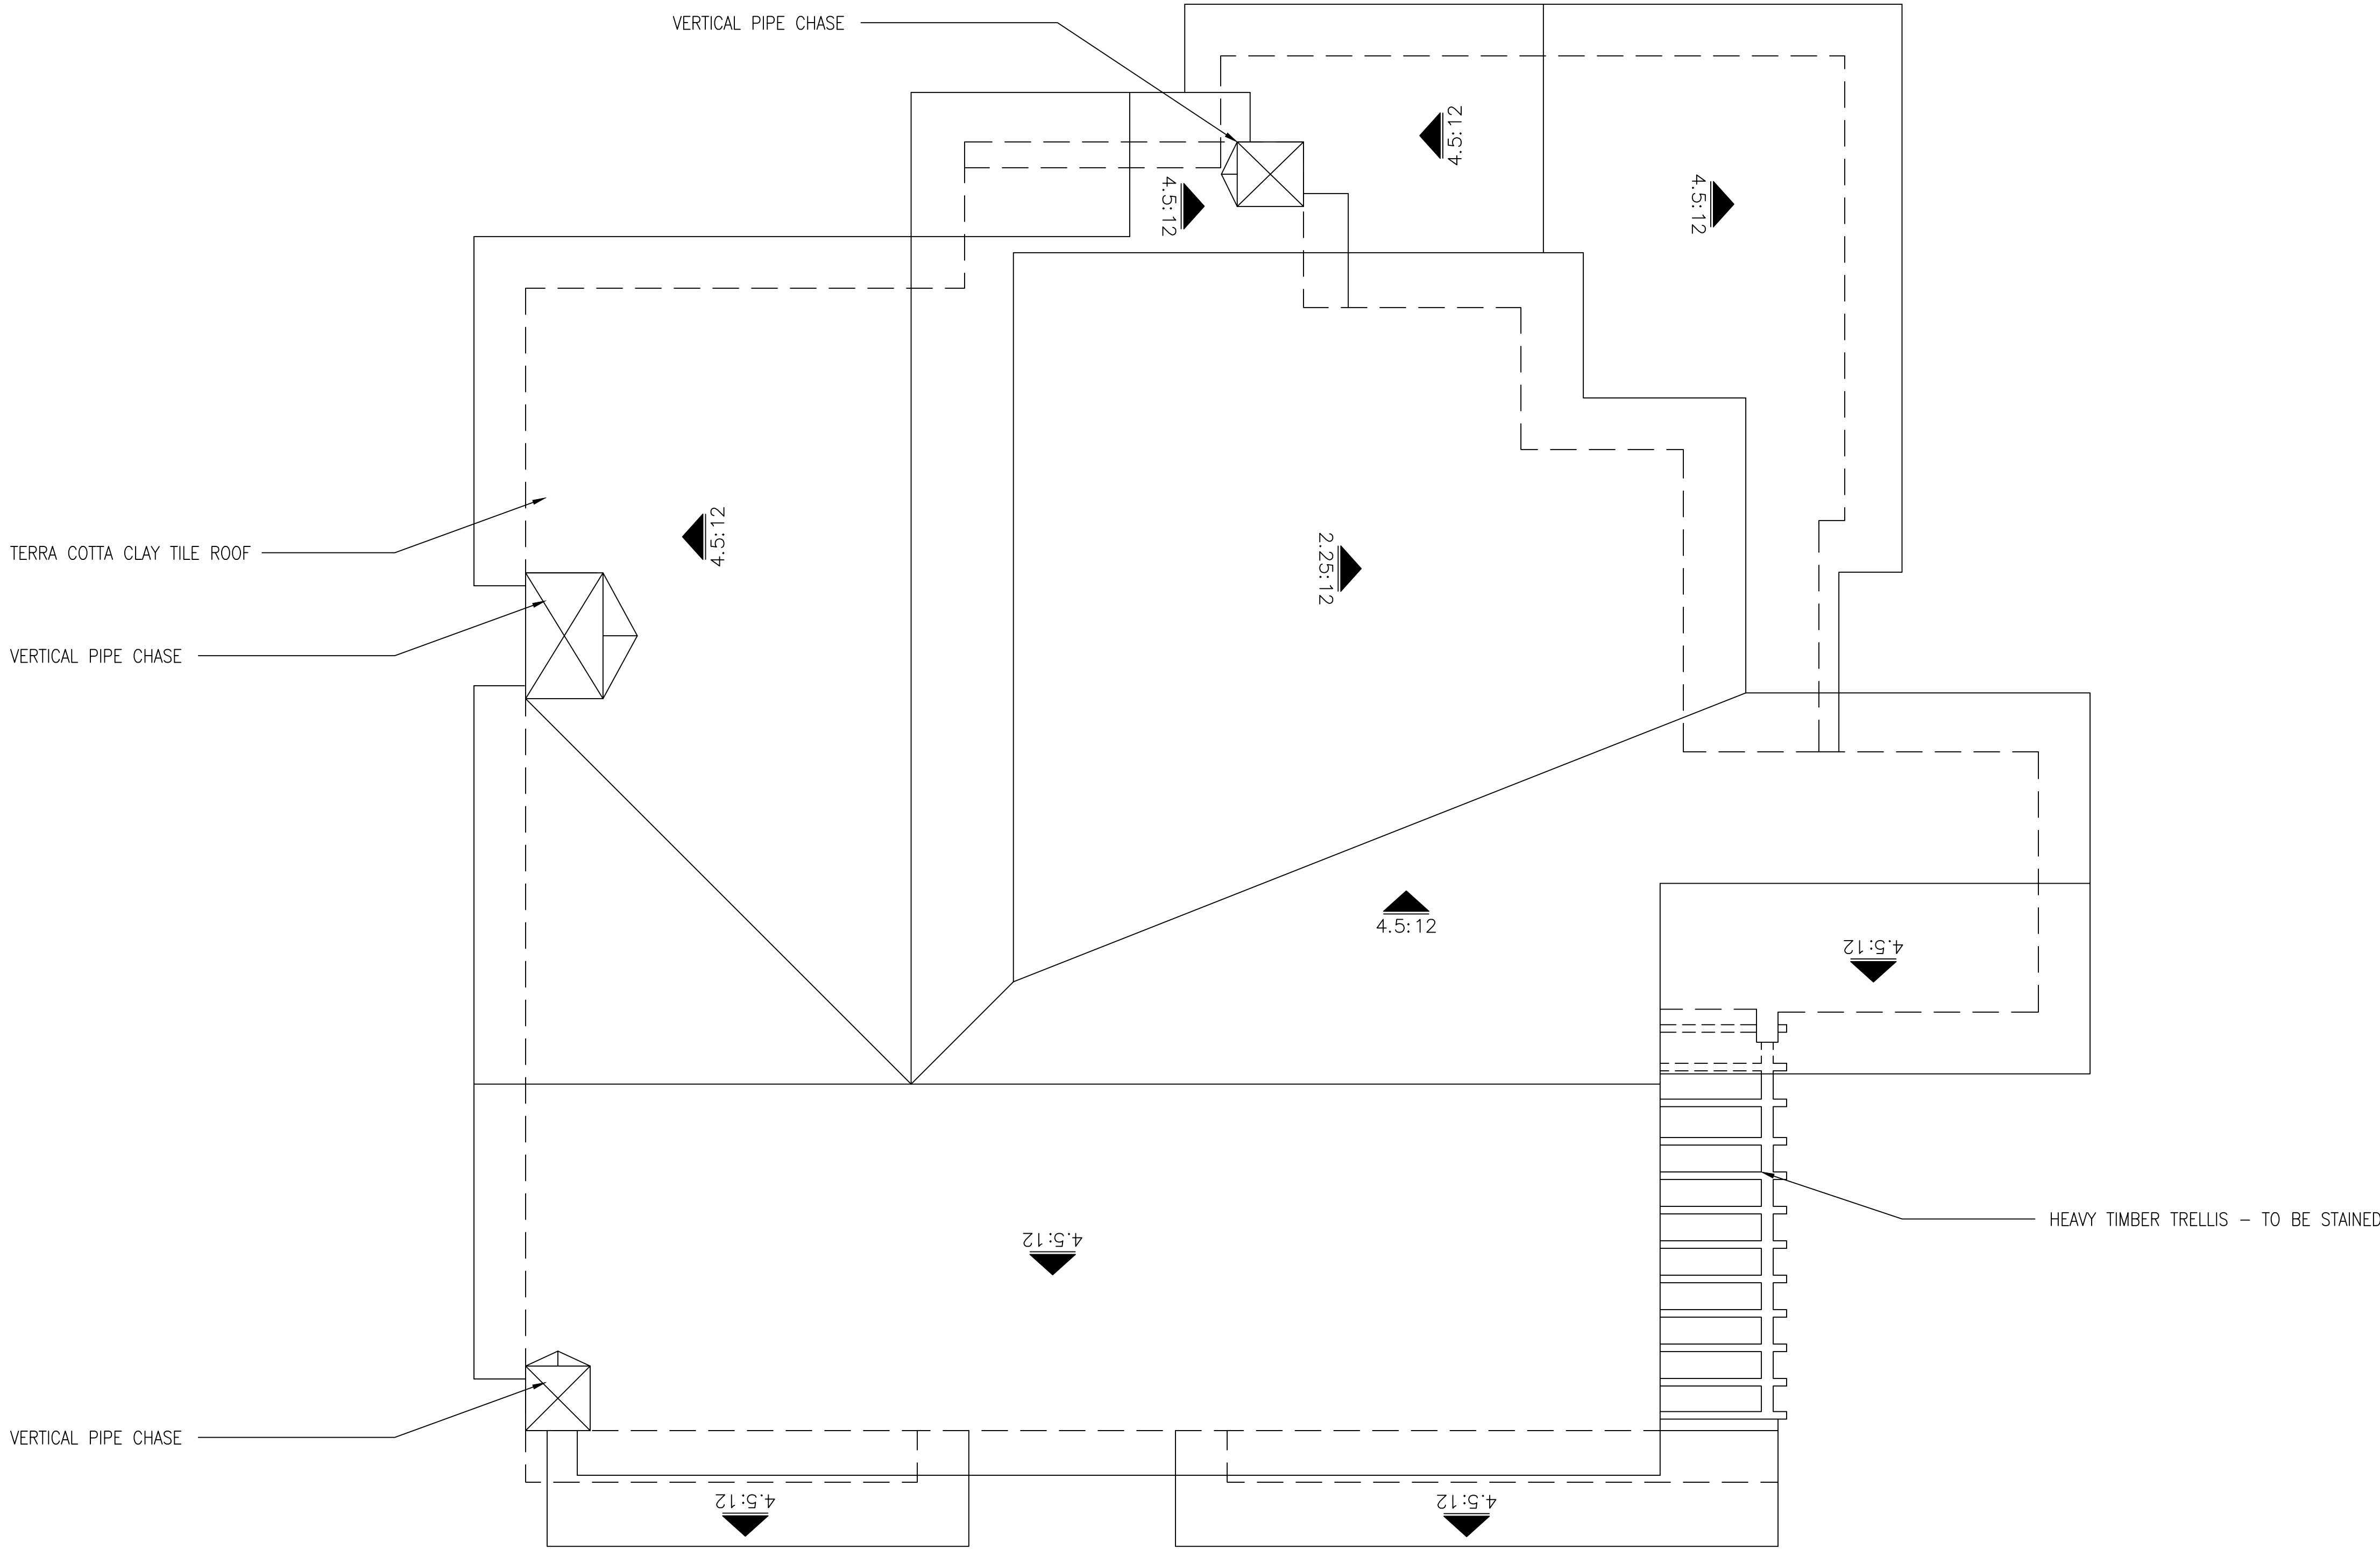 VERTICAL PIPE CHASE
4.5:12
4.5:12
4.5:12
4.5:12
TERRA COTTA CLAY TILE ROOF
2.25:12
VERTICAL PIPE CHASE
4.5:12
4.5:12
HEAVY TIMBER TRELLIS – TO BE STAINED
4.5:12
VERTICAL PIPE CHASE
4.5:12
4.5:12